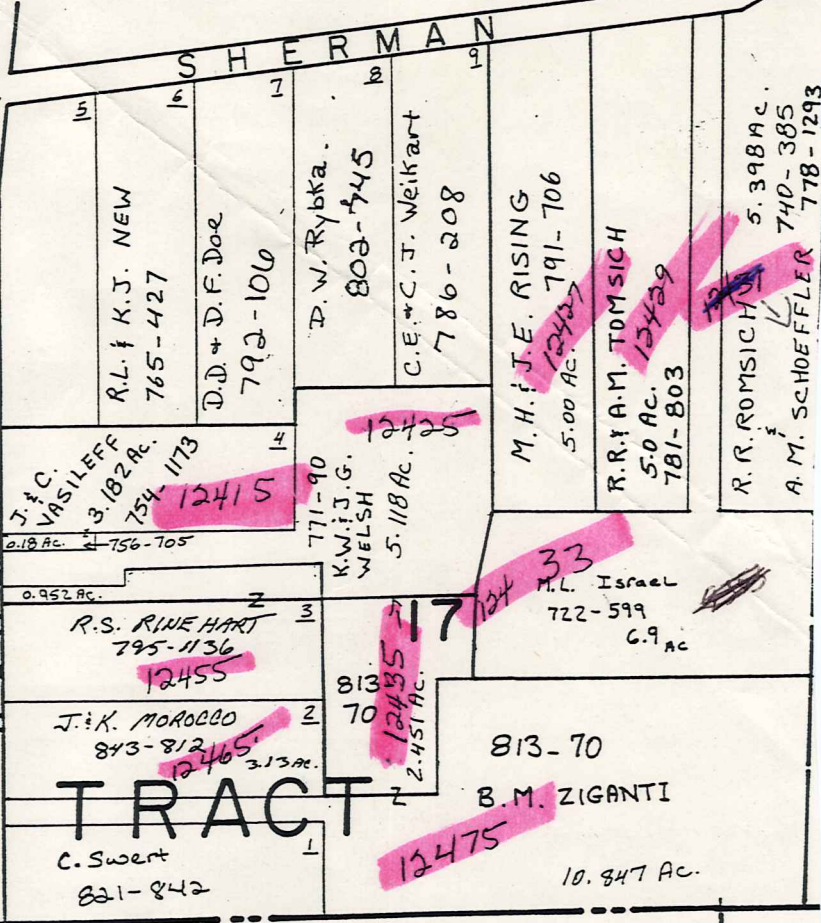 SHERMAN
5
6
7
8
9
R.L. & K.J. NEW
765-427
D.D. & D.F. Doe
792-106
D.W. Rybka.
802-745
C.E. & C.J. Weikart
786-208
M.H. & J.E. RISING
791-706
5.00 Ac.
12427
R.R. & A.M. TOMSICH
5.0 Ac.
781-803
12429
5.398 Ac.
740-385
778-1293
R.R. ROMSICH
&
A.M. SCHOEFFLER
4
J. & C.
VASILEFF
3.182 Ac.
754-1173
12415
0.18 Ac.
756-705
12425
771-90
K.W. & J.G.
WELSH
5.118 Ac.
0.952 Ac.
Z
3
R.S. RINEHART
795-1136
12455
17
12433
M.L. Israel
722-599
6.9 AC
813
70
12435
2.451 Ac.
2
J. & K. MOROCCO
843-812
12465
3.13 AC.
TRACT
Z
813-70
B.M. ZIGANTI
12475
10.847 Ac.
1
C. Swert
821-842